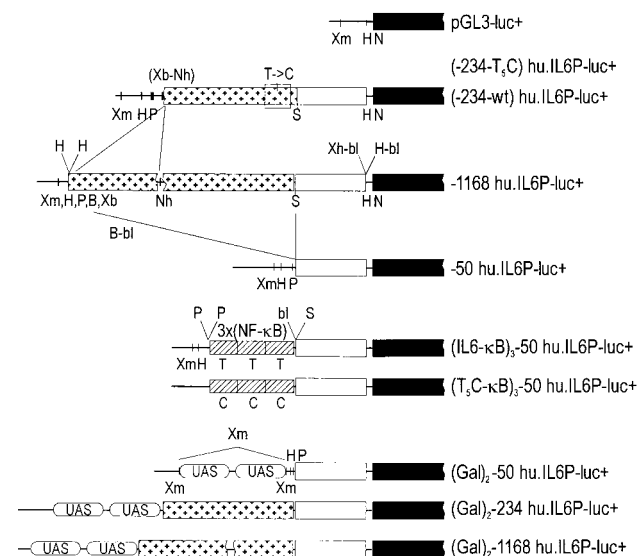 pGL3-luc+
Xm H N
(Xb-Nh) T->C (-234-T₅C) hu.IL6P-luc+
(-234-wt) hu.IL6P-luc+
Xm H P S H N
H H Xh-bl H-bl
-1168 hu.IL6P-luc+
Xm,H,P,B,Xb Nh S H N
B-bl
-50 hu.IL6P-luc+
XmH P
P P bl S
3x(NF-κB)
(IL6-κB)₃-50 hu.IL6P-luc+
XmH T T T
(T₅C-κB)₃-50 hu.IL6P-luc+
C C C
Xm
H P
UAS UAS (Gal)₂-50 hu.IL6P-luc+
Xm Xm
UAS UAS (Gal)₂-234 hu.IL6P-luc+
UAS UAS (Gal)₂-1168 hu.IL6P-luc+